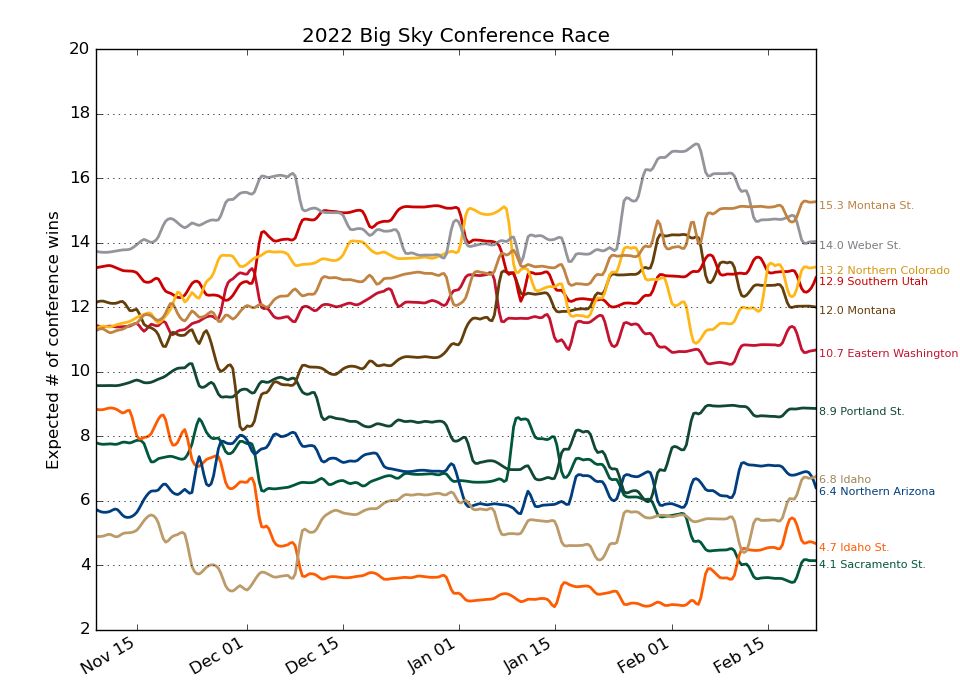 2022 Big Sky Conference Race
Expected # of conference wins
20
18
16
14
12
10
8
6
4
2
15.3 Montana St.
14.0 Weber St.
13.2 Northern Colorado
12.9 Southern Utah
12.0 Montana
10.7 Eastern Washington
8.9 Portland St.
6.8 Idaho
6.4 Northern Arizona
4.7 Idaho St.
4.1 Sacramento St.
Nov 15
Dec 01
Dec 15
Jan 01
Jan 15
Feb 01
Feb 15